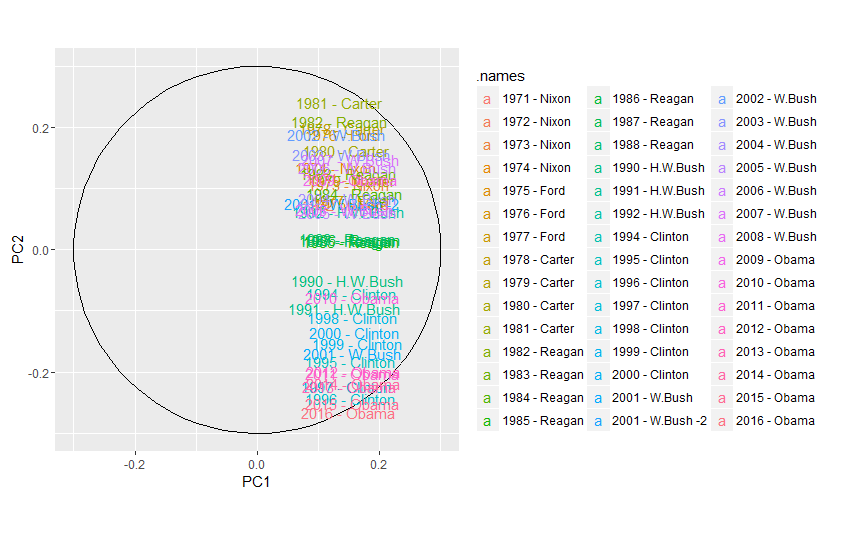 .names
a 1971 - Nixon a 1986 - Reagan a 2002 - W.Bush
a 1972 - Nixon a 1987 - Reagan a 2003 - W.Bush
a 1973 - Nixon a 1988 - Reagan a 2004 - W.Bush
a 1974 - Nixon a 1990 - H.W.Bush a 2005 - W.Bush
a 1975 - Ford a 1991 - H.W.Bush a 2006 - W.Bush
a 1976 - Ford a 1992 - H.W.Bush a 2007 - W.Bush
a 1977 - Ford a 1994 - Clinton a 2008 - W.Bush
a 1978 - Carter a 1995 - Clinton a 2009 - Obama
a 1979 - Carter a 1996 - Clinton a 2010 - Obama
a 1980 - Carter a 1997 - Clinton a 2011 - Obama
a 1981 - Carter a 1998 - Clinton a 2012 - Obama
a 1982 - Reagan a 1999 - Clinton a 2013 - Obama
a 1983 - Reagan a 2000 - Clinton a 2014 - Obama
a 1984 - Reagan a 2001 - W.Bush a 2015 - Obama
a 1985 - Reagan a 2001 - W.Bush -2 a 2016 - Obama
PC2
0.2
0.0
-0.2
1981 - Carter
1982 - Reagan
1980 - Carter
1984 - Reagan
1990 - H.W.Bush
1994 - Clinton
2010 - Obama
1991 - H.W.Bush
1998 - Clinton
2000 - Clinton
1999 - Clinton
2001 - W.Bush
1995 - Clinton
1996 - Clinton
2015 - Obama
2016 - Obama
-0.2 0.0 0.2
PC1